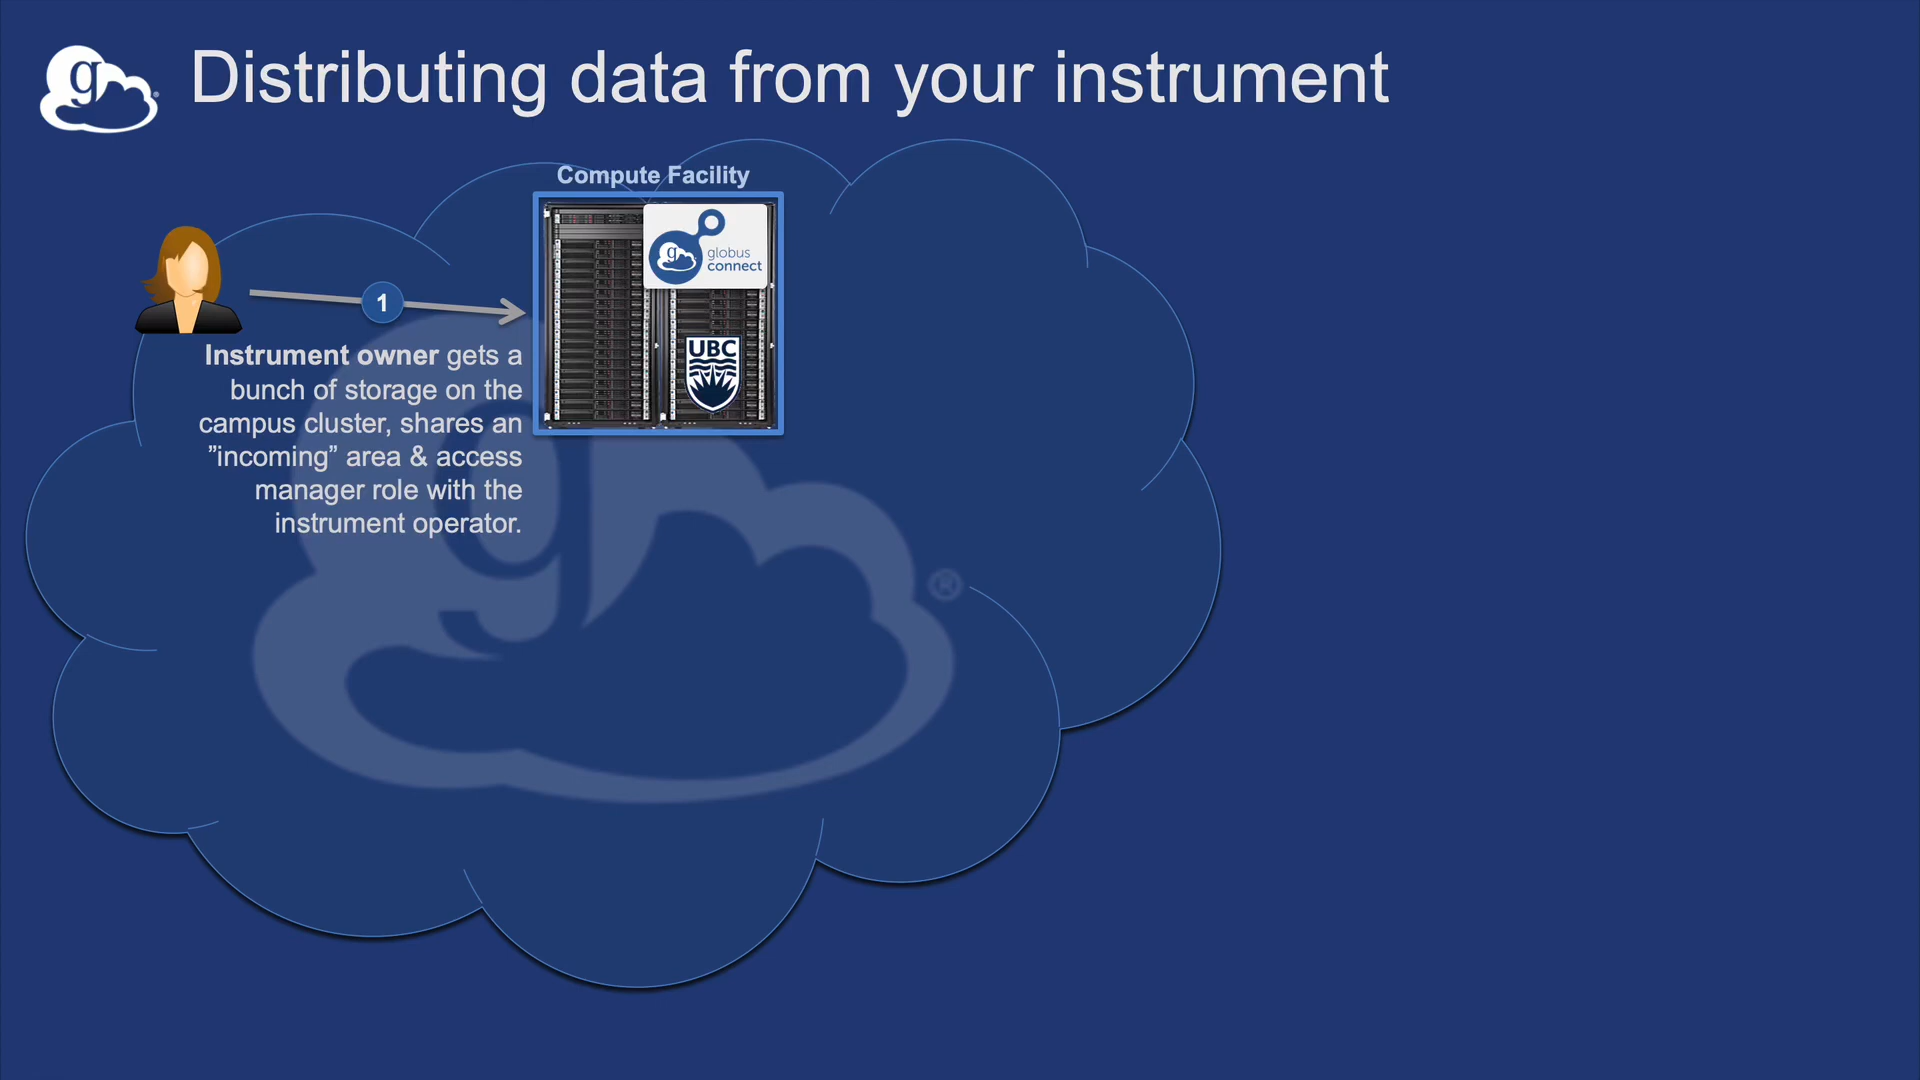 g
Distributing data from your instrument
Compute Facility
g
globus
connect
1
UBC
Instrument owner gets a
bunch of storage on the
campus cluster, shares an
”incoming” area & access
manager role with the
instrument operator.
g
®